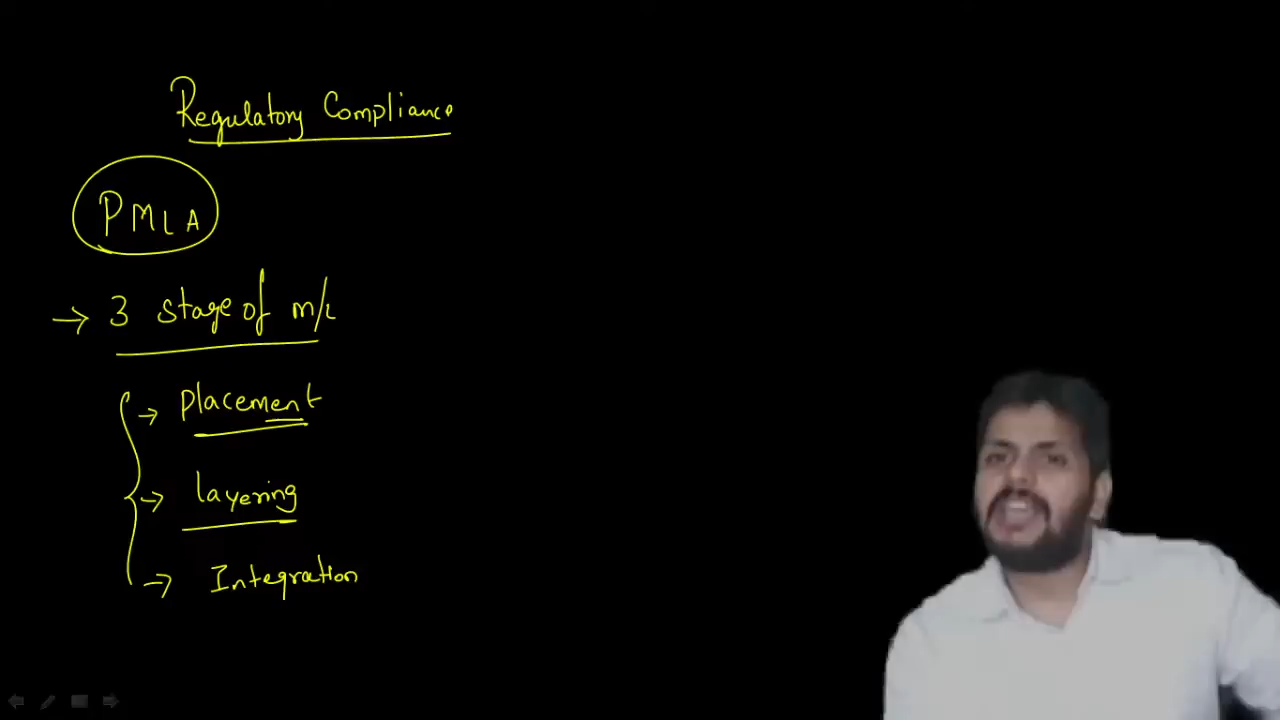 Regulatory Compliance
PMLA
→ 3 stage of m/L
→ Placement
→ layering
→ Integration